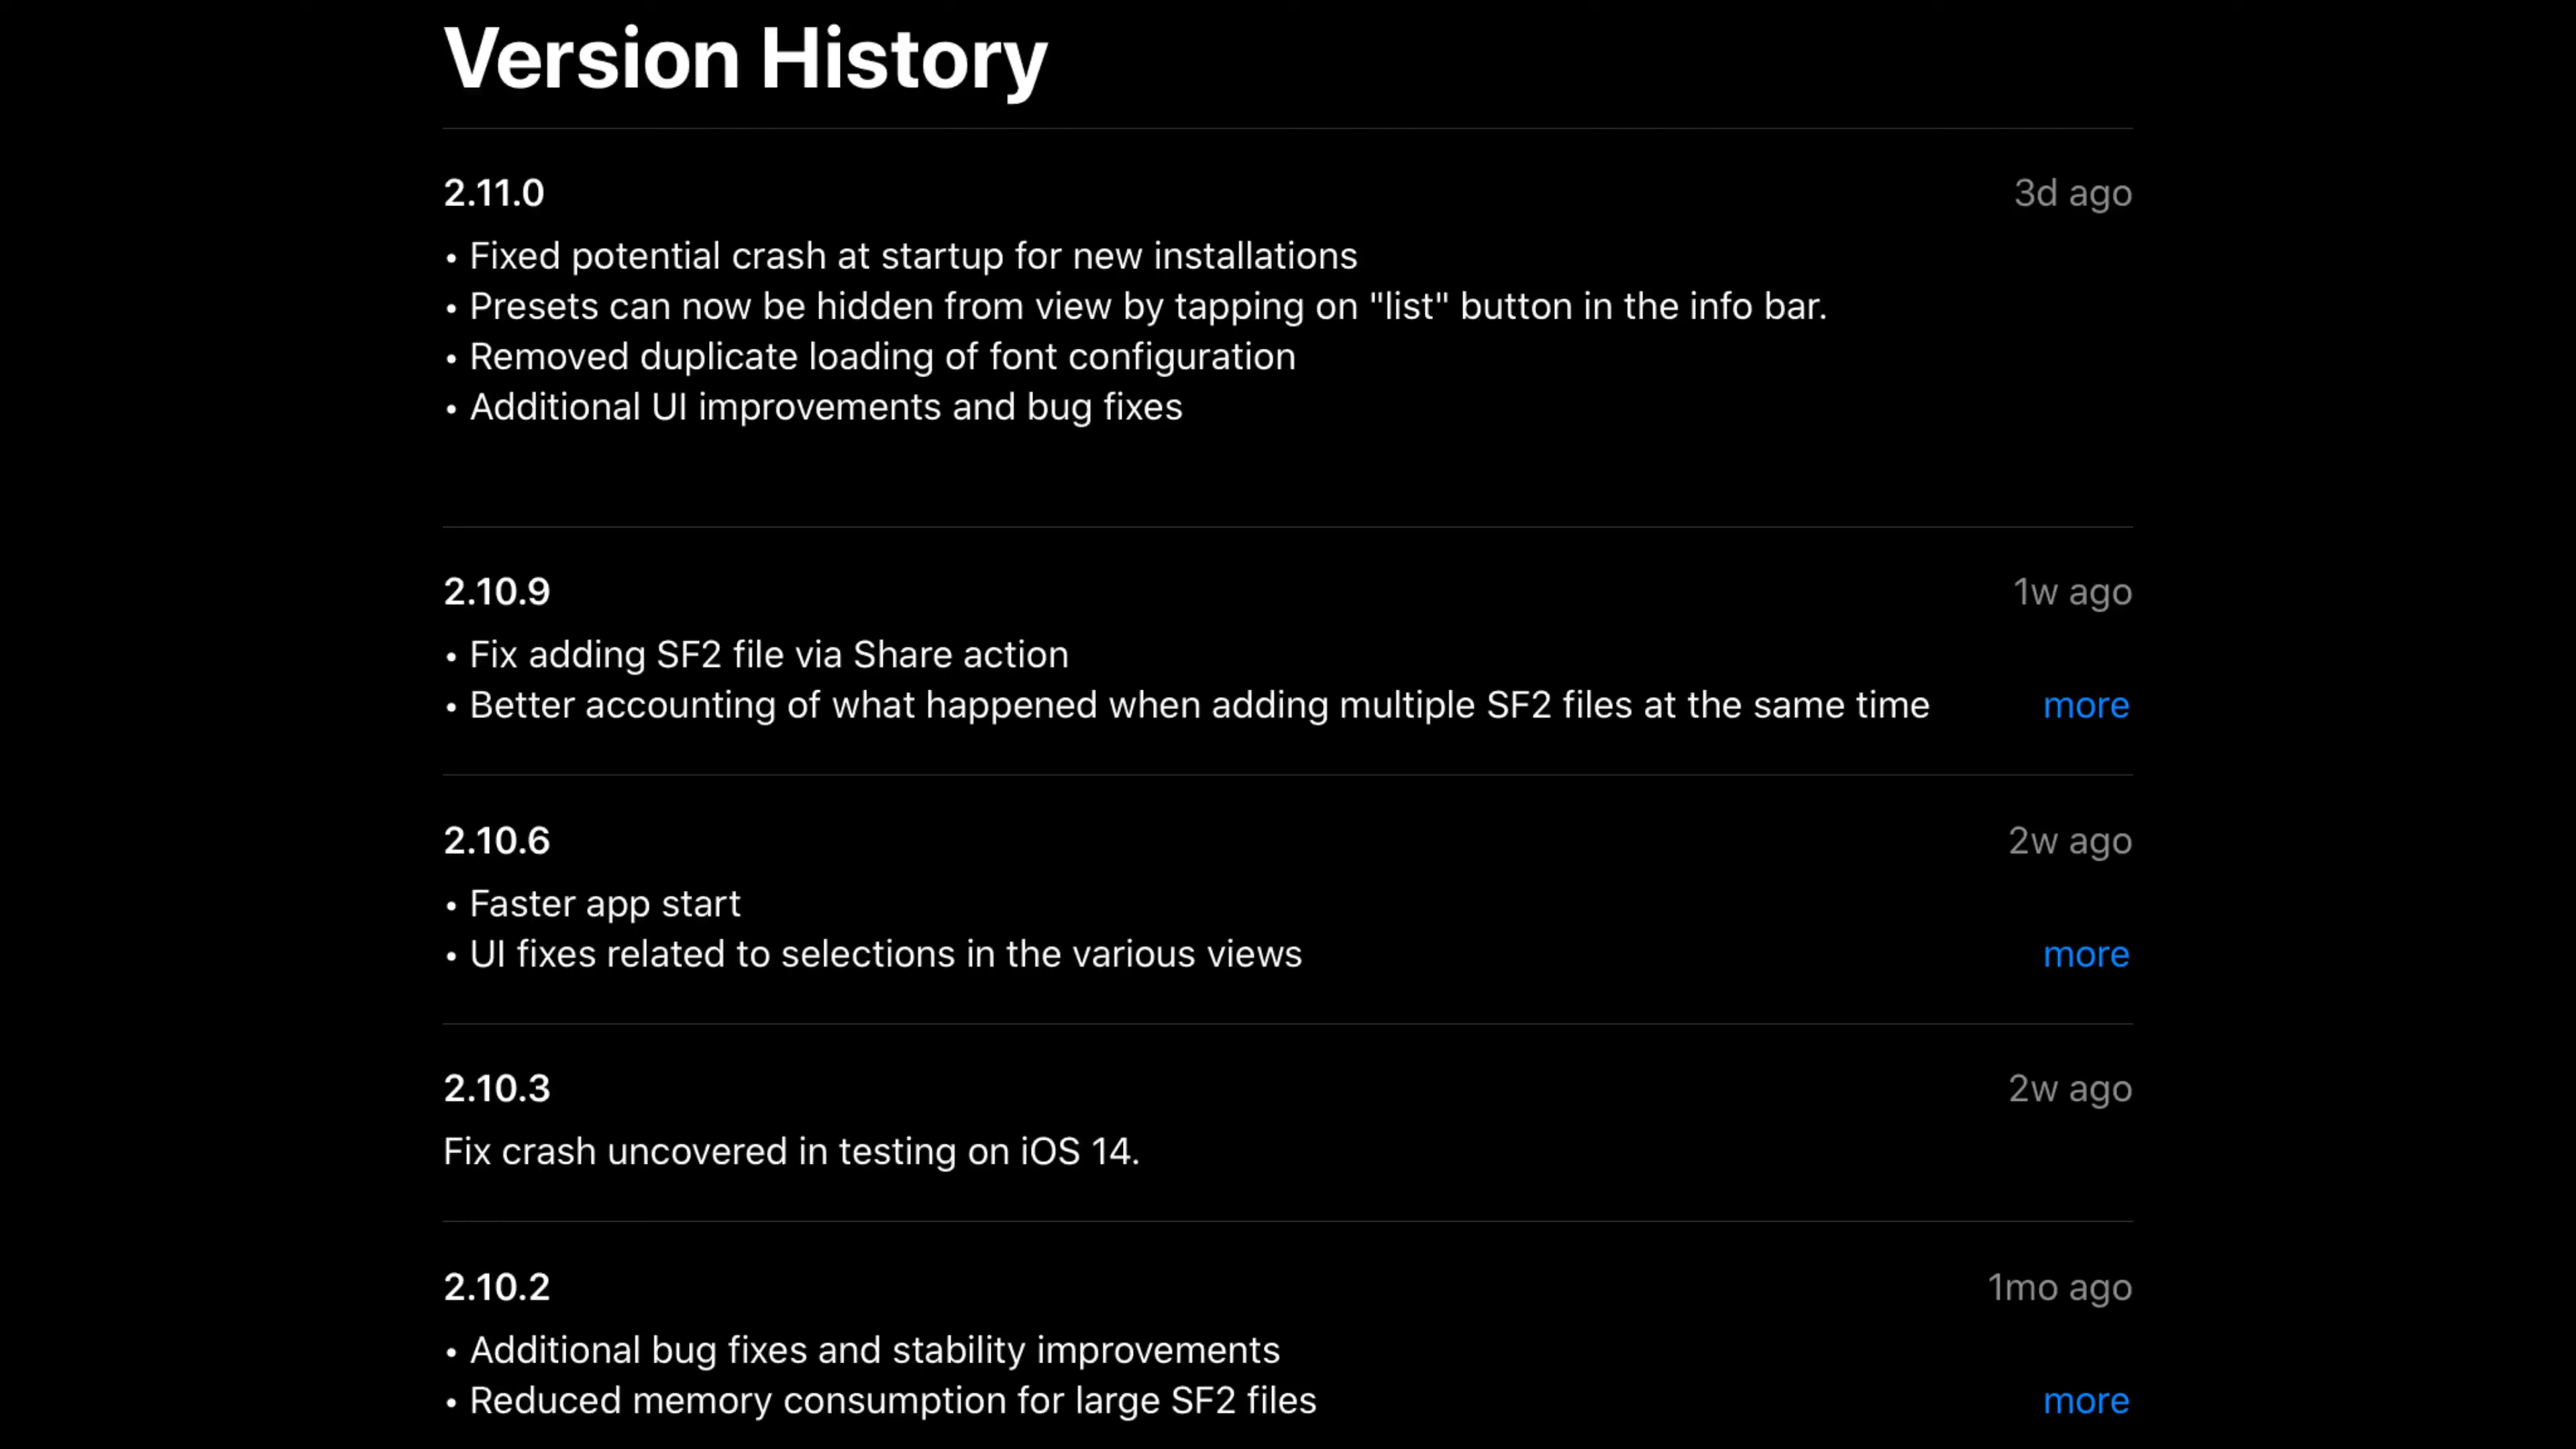 Version History
2.11.0
3d ago
• Fixed potential crash at startup for new installations
• Presets can now be hidden from view by tapping on "list" button in the info bar.
• Removed duplicate loading of font configuration
• Additional UI improvements and bug fixes
2.10.9
1w ago
• Fix adding SF2 file via Share action
• Better accounting of what happened when adding multiple SF2 files at the same time
more
2.10.6
2w ago
• Faster app start
• UI fixes related to selections in the various views
more
2.10.3
2w ago
Fix crash uncovered in testing on iOS 14.
2.10.2
1mo ago
• Additional bug fixes and stability improvements
• Reduced memory consumption for large SF2 files
more